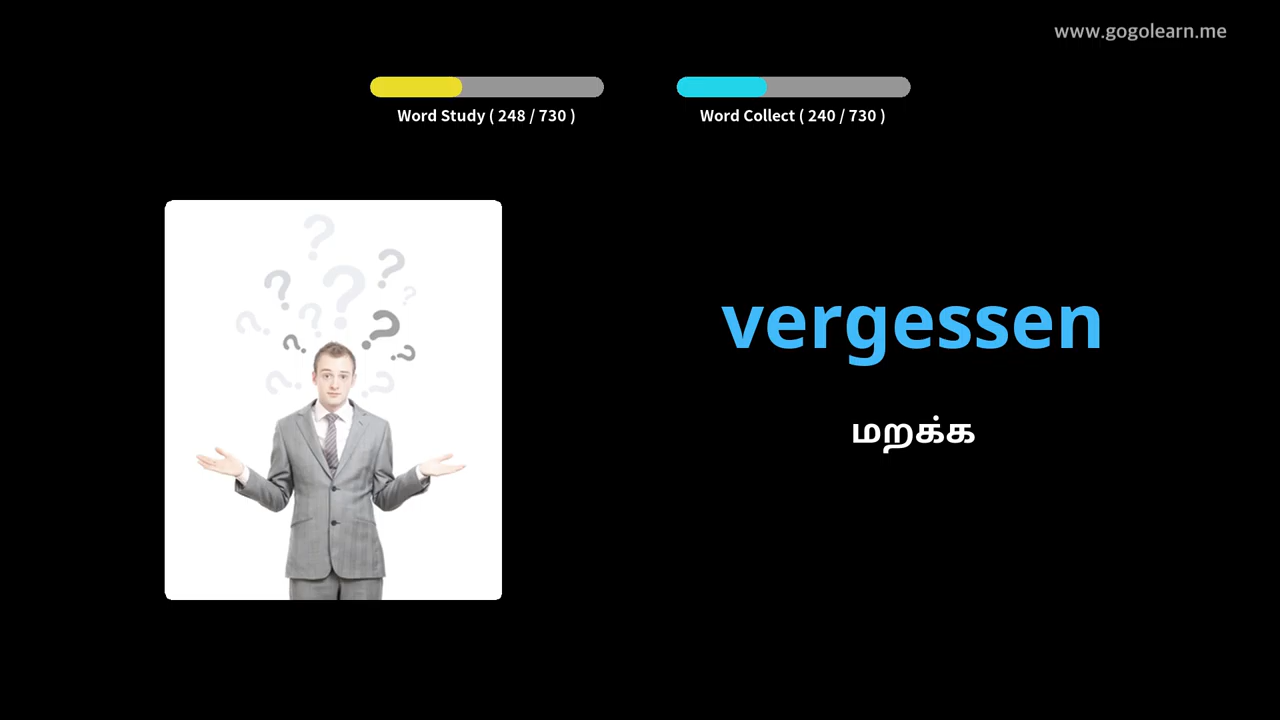 www.gogolearn.me
Word Study ( 248 / 730 )
Word Collect ( 240 / 730 )
vergessen
மறக்க